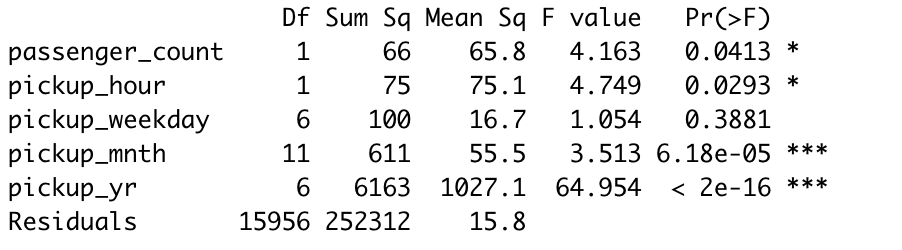 Df Sum Sq Mean Sq F value Pr(>F)
passenger_count 1 66 65.8 4.163 0.0413 *
pickup_hour 1 75 75.1 4.749 0.0293 *
pickup_weekday 6 100 16.7 1.054 0.3881
pickup_mnth 11 611 55.5 3.513 6.18e-05 ***
pickup_yr 6 6163 1027.1 64.954 < 2e-16 ***
Residuals 15956 252312 15.8